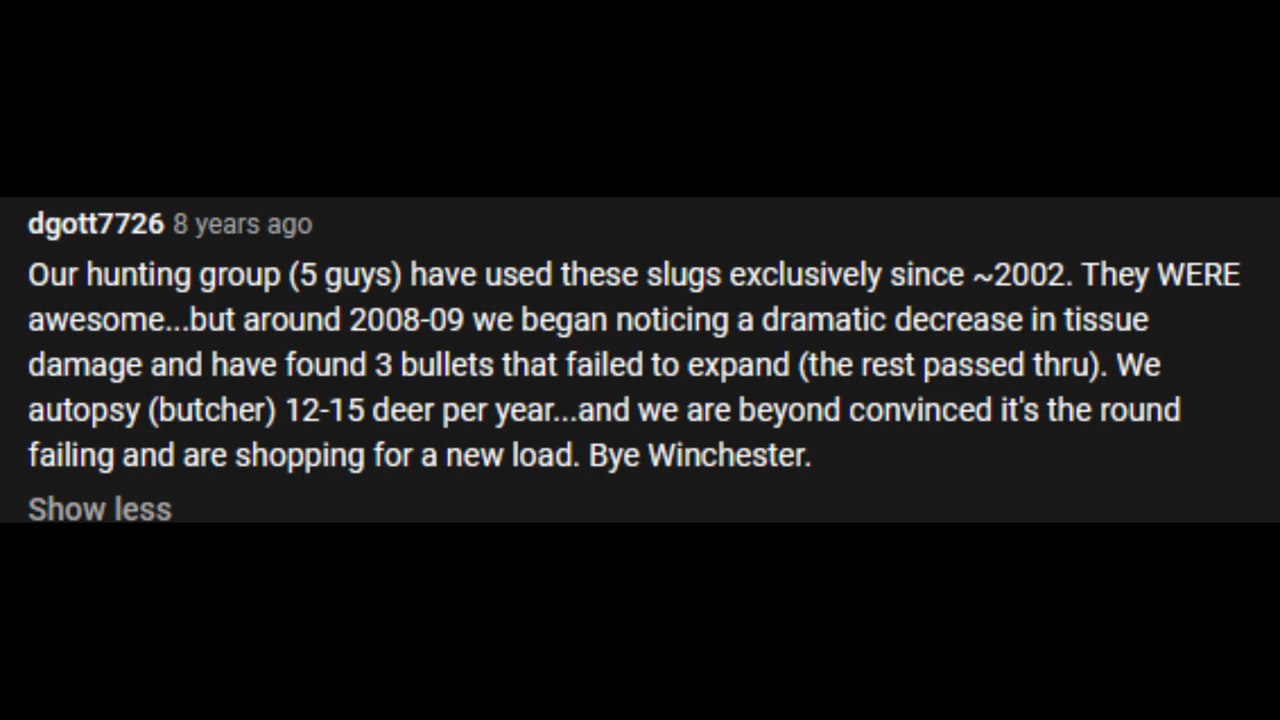 dgott7726 8 years ago
Our hunting group (5 guys) have used these slugs exclusively since ~2002. They WERE
awesome...but around 2008-09 we began noticing a dramatic decrease in tissue
damage and have found 3 bullets that failed to expand (the rest passed thru). We
autopsy (butcher) 12-15 deer per year...and we are beyond convinced it's the round
failing and are shopping for a new load. Bye Winchester.
Show less